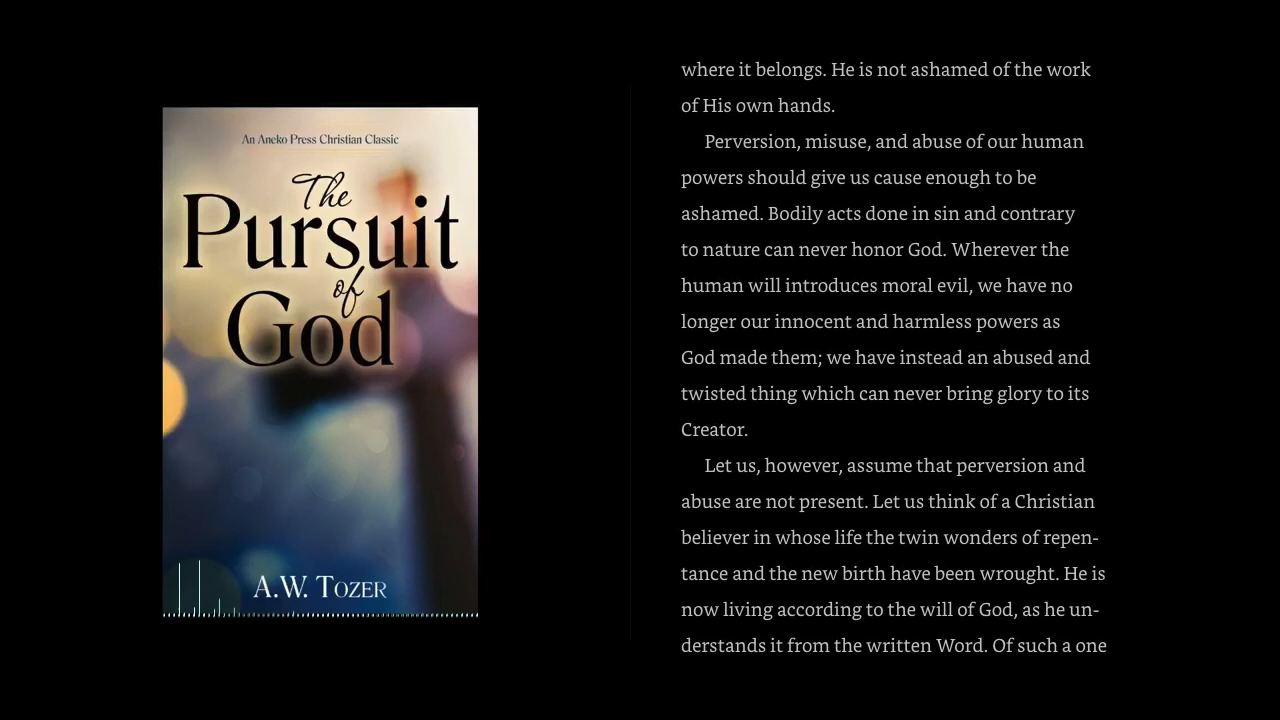 An Aneko Press Christian Classic
The
Pursuit
of
God
A.W. Tozer
where it belongs. He is not ashamed of the work
of His own hands.
Perversion, misuse, and abuse of our human
powers should give us cause enough to be
ashamed. Bodily acts done in sin and contrary
to nature can never honor God. Wherever the
human will introduces moral evil, we have no
longer our innocent and harmless powers as
God made them; we have instead an abused and
twisted thing which can never bring glory to its
Creator.
Let us, however, assume that perversion and
abuse are not present. Let us think of a Christian
believer in whose life the twin wonders of repen-
tance and the new birth have been wrought. He is
now living according to the will of God, as he un-
derstands it from the written Word. Of such a one